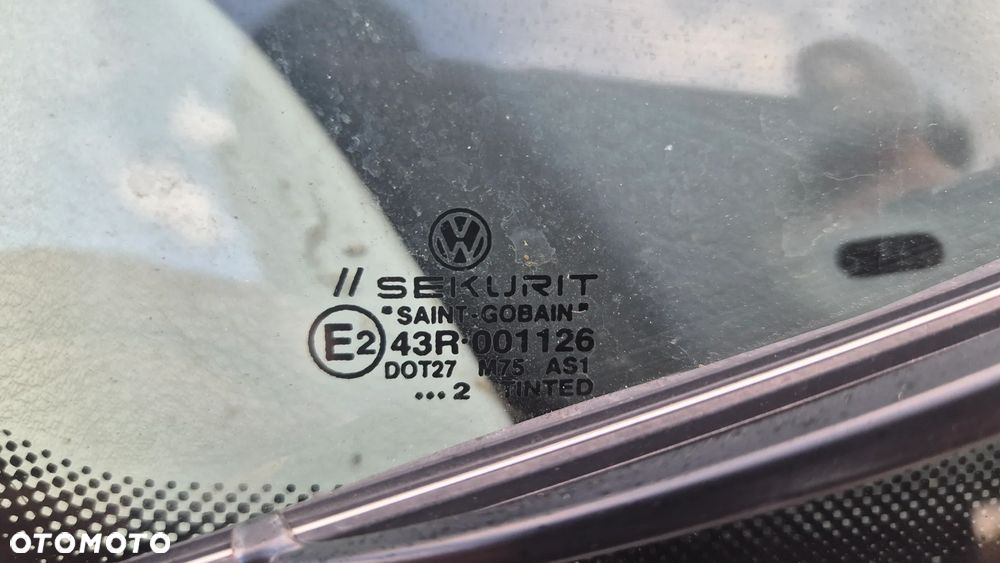 // SEKURIT
"SAINT-GOBAIN"
E2 43R-001126
DOT27 M75 AS1
...2 TINTED
OTOMOTO